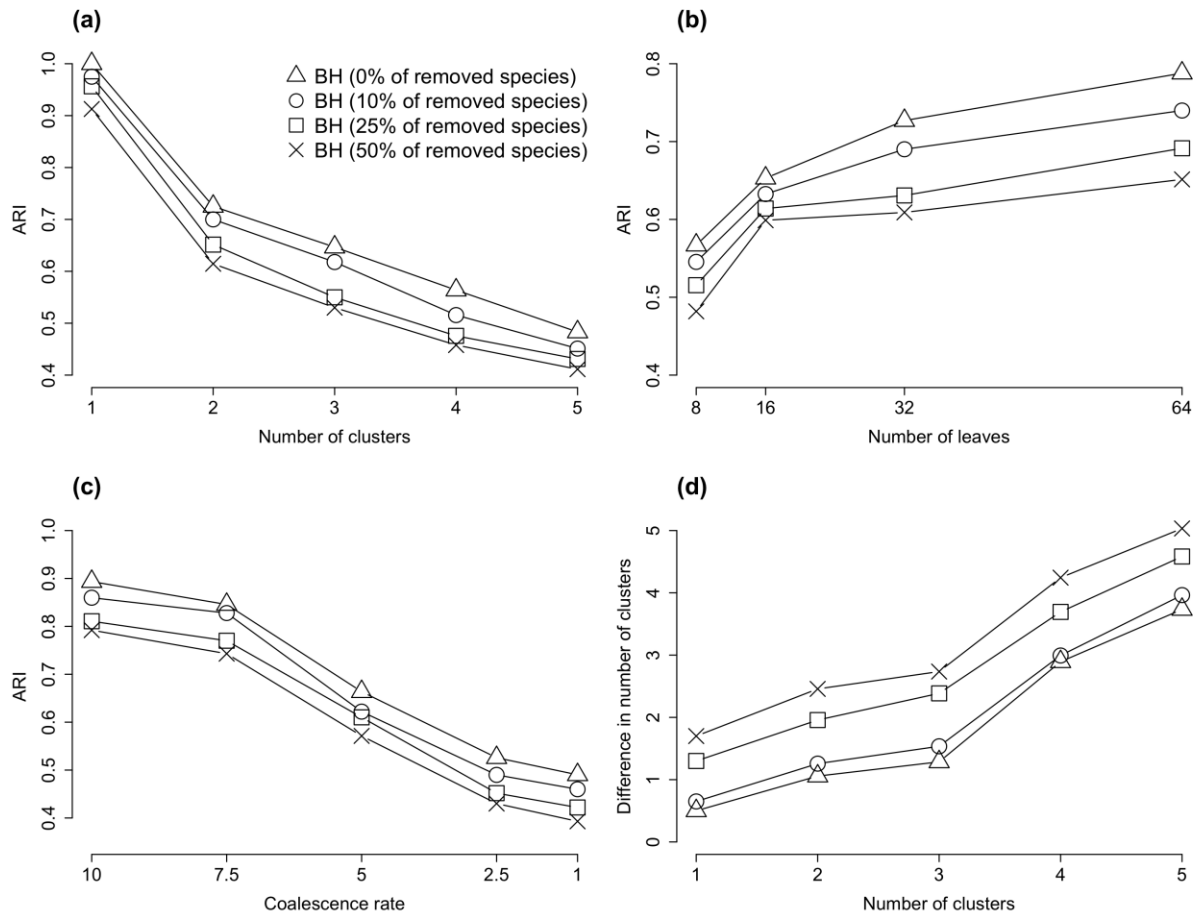 (a)
1.0
0.9
0.8
0.7
0.6
0.5
0.4
ARI
BH (0% of removed species)
BH (10% of removed species)
BH (25% of removed species)
BH (50% of removed species)
1 2 3 4 5
Number of clusters
(b)
0.8
0.7
0.6
0.5
0.4
ARI
8 16 32 64
Number of leaves
(c)
1.0
0.9
0.8
0.7
0.6
0.5
0.4
ARI
10 7.5 5 2.5 1
Coalescence rate
(d)
5
4
3
2
1
0
Difference in number of clusters
1 2 3 4 5
Number of clusters